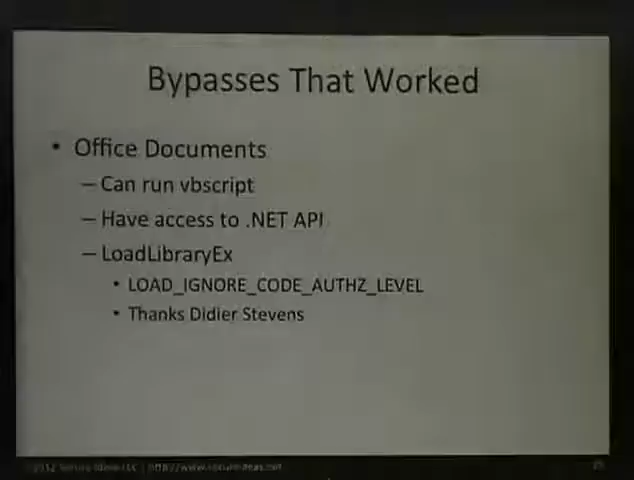 Bypasses That Worked
• Office Documents
– Can run vbscript
– Have access to .NET API
– LoadLibraryEx
• LOAD_IGNORE_CODE_AUTHZ_LEVEL
• Thanks Didier Stevens